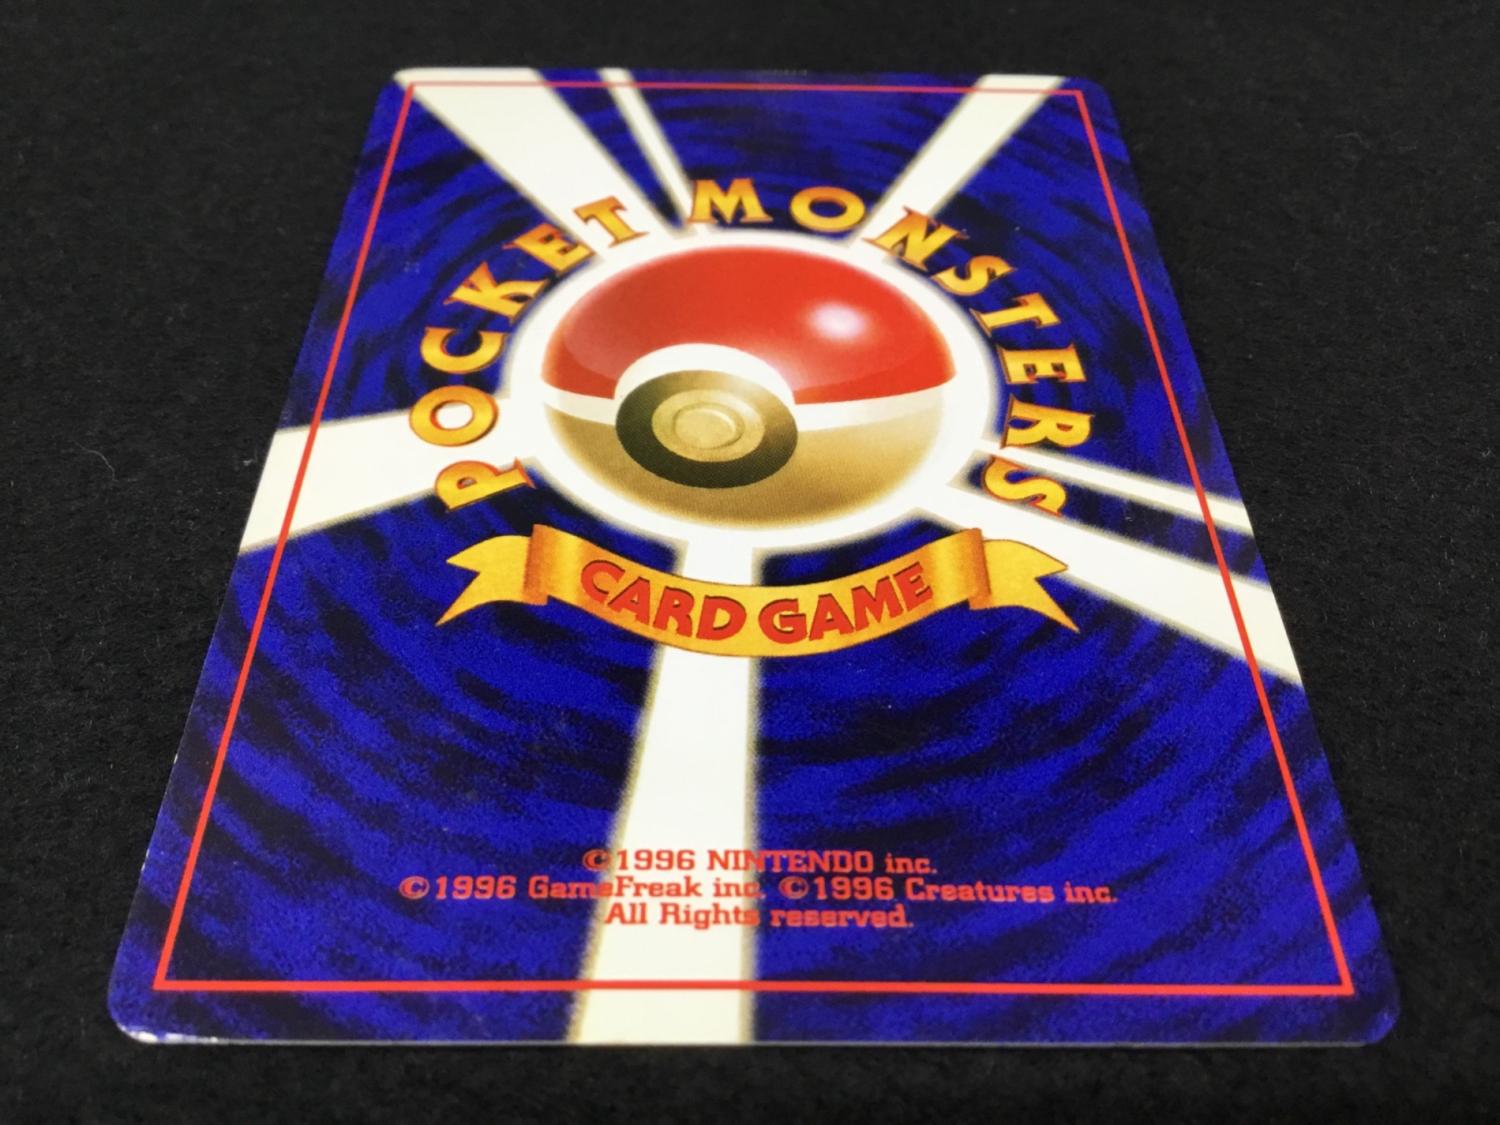 POCKET MONSTERS
CARD GAME
©1996 NINTENDO inc.
©1996 GameFreak inc. ©1996 Creatures inc.
All Rights reserved.